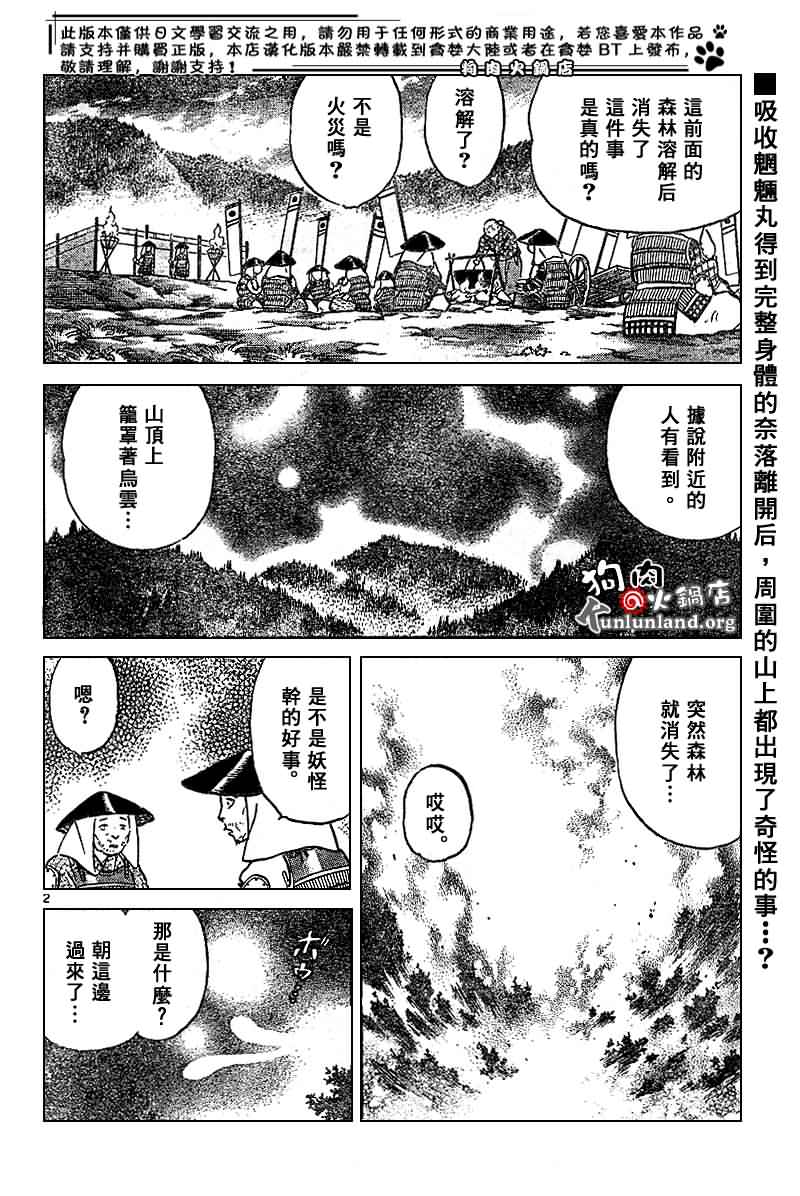 此版本僅供日文學習交流之用，請勿用于任何形式的商業用途，若您喜愛本作品
請支持并購買正版，本店漢化版本嚴禁轉載到貪婪大陸或者在貪婪BT上發布，
敬請理解，謝謝支持！
狗肉火鍋店
■吸收魍魎丸得到完整身體的奈落離開后，周圍的山上都出現了奇怪的事…？
這前面的
森林溶解后
消失了
這件事
是真的嗎？
溶解了？
不是
火災嗎？
據說附近的
人有看到。
山頂上
籠罩著烏雲…
狗肉@火鍋店
Kunlunland.org
突然森林
就消失了…
哎哎。
是不是妖怪
幹的好事。
嗯？
2
ボウ…
那是什麼？
朝這邊
過來了…